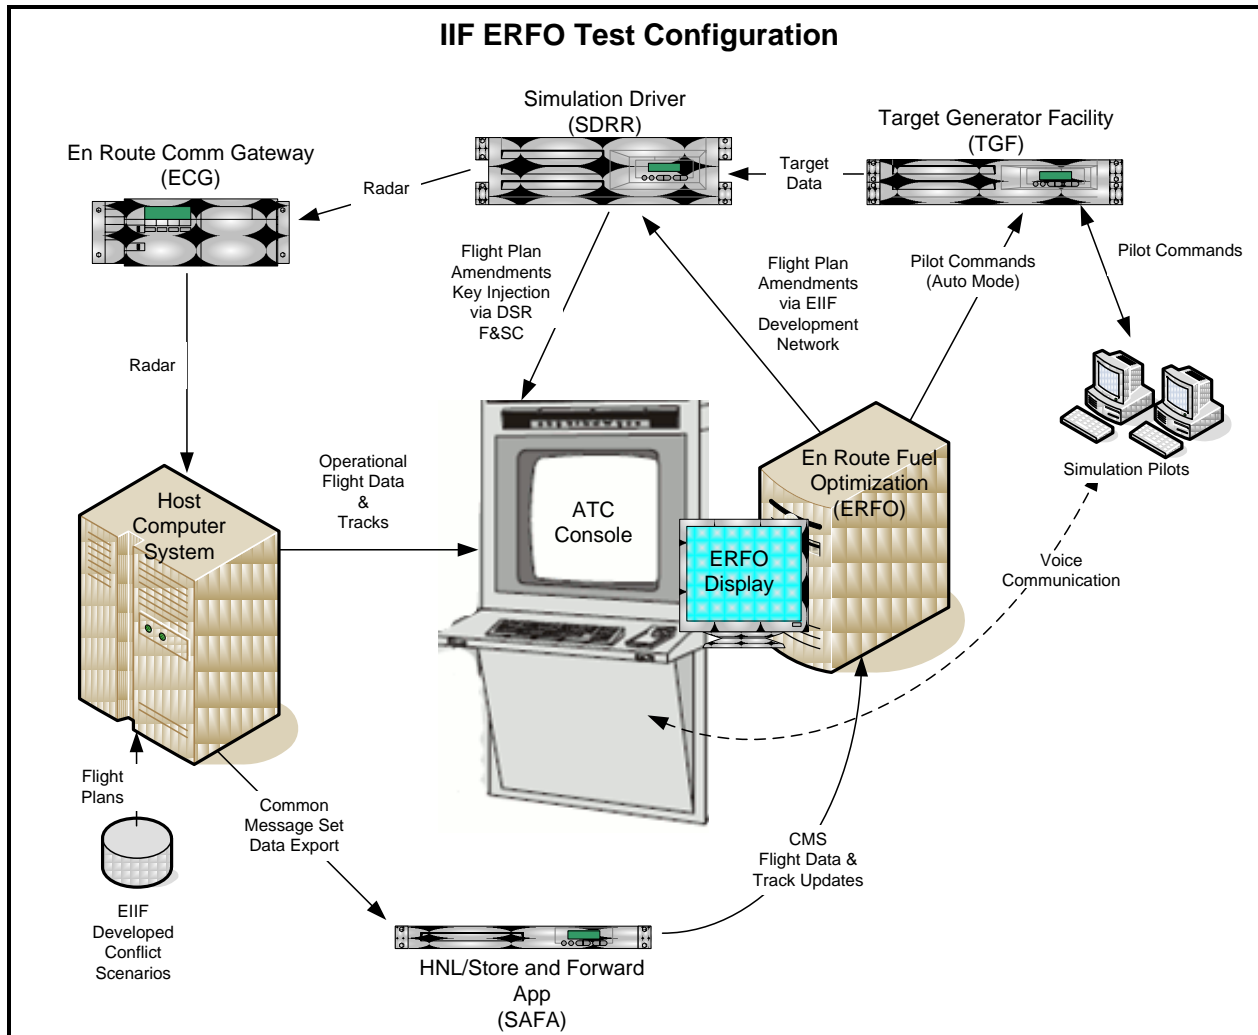 IIF ERFO Test Configuration
Simulation Driver
(SDRR)
Target Generator Facility
(TGF)
En Route Comm Gateway
(ECG)
Target
Data
Radar
Flight Plan
Amendments
Key Injection
via DSR
F&SC
Flight Plan
Amendments
via EIIF
Development
Network
Pilot Commands
(Auto Mode)
Pilot Commands
Radar
Operational
Flight Data
&
Tracks
Host
Computer
System
ATC
Console
En Route Fuel
Optimization
(ERFO)
Simulation Pilots
ERFO
Display
Voice
Communication
Flight
Plans
Common
Message Set
Data Export
CMS
Flight Data &
Track Updates
EIIF
Developed
Conflict
Scenarios
HNL/Store and Forward
App
(SAFA)